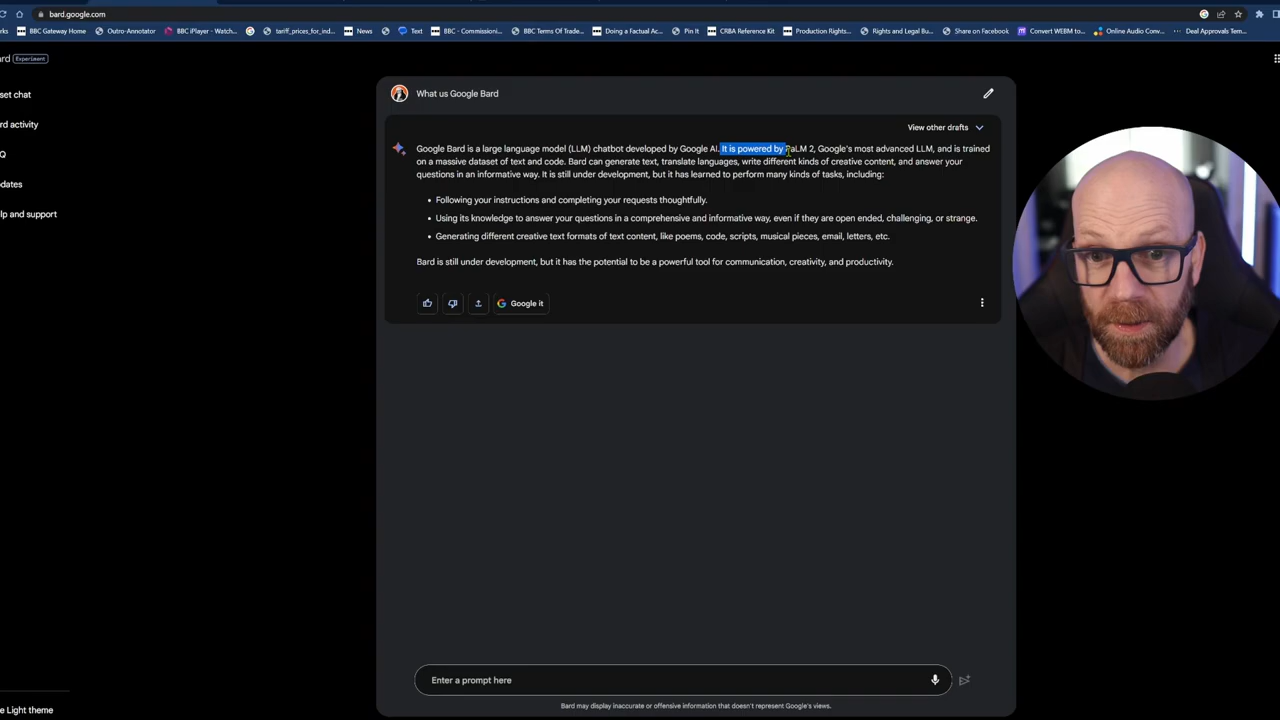 bard.google.com
rks BBC Gateway Home Outro-Annotator BBC iPlayer - Watch... tariff_prices_for_ind... News Text BBC - Commissioni... BBC Terms Of Trade... Doing a Factual Ac... Pin It CRBA Reference Kit Production Rights... Rights and Legal Bu... Share on Facebook Convert WEBM to... Online Audio Conv... Deal Approvals Tem...
rd Experiment
set chat
rd activity
Q
pdates
lp and support
What us Google Bard
View other drafts
Google Bard is a large language model (LLM) chatbot developed by Google AI. It is powered by PaLM 2, Google's most advanced LLM, and is trained
on a massive dataset of text and code. Bard can generate text, translate languages, write different kinds of creative content, and answer your
questions in an informative way. It is still under development, but it has learned to perform many kinds of tasks, including:
• Following your instructions and completing your requests thoughtfully.
• Using its knowledge to answer your questions in a comprehensive and informative way, even if they are open ended, challenging, or strange.
• Generating different creative text formats of text content, like poems, code, scripts, musical pieces, email, letters, etc.
Bard is still under development, but it has the potential to be a powerful tool for communication, creativity, and productivity.
Google it
Enter a prompt here
Bard may display inaccurate or offensive information that doesn't represent Google's views.
e Light theme